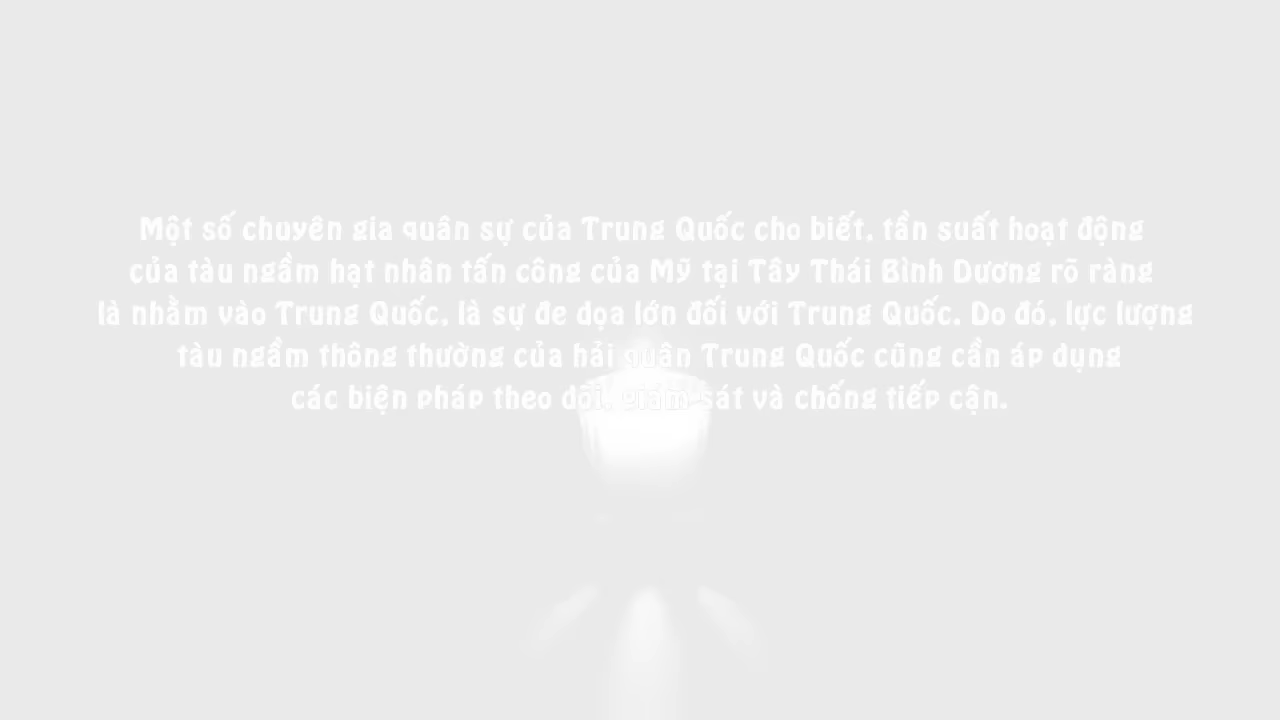 Một số chuyên gia quân sự của Trung Quốc cho biết, tần suất hoạt động
của tàu ngầm hạt nhân tấn công của Mỹ tại Tây Thái Bình Dương rõ ràng
là nhằm vào Trung Quốc, là sự đe dọa lớn đối với Trung Quốc. Do đó, lực lượng
tàu ngầm thông thường của hải quân Trung Quốc cũng cần áp dụng
các biện pháp theo dõi, giám sát và chống tiếp cận.